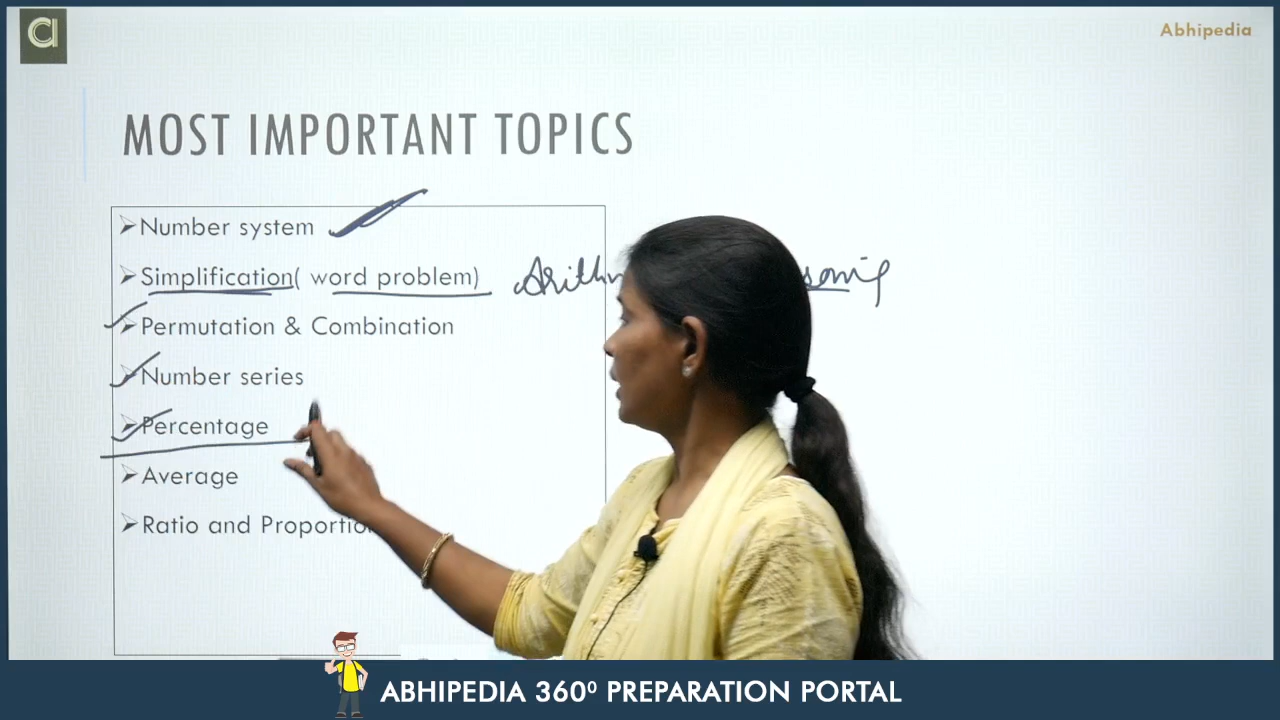 Abhipedia
MOST IMPORTANT TOPICS
➢Number system
➢Simplification( word problem)
➢Permutation & Combination
➢Number series
➢Percentage
➢Average
➢Ratio and Proportion
ABHIPEDIA 360⁰ PREPARATION PORTAL